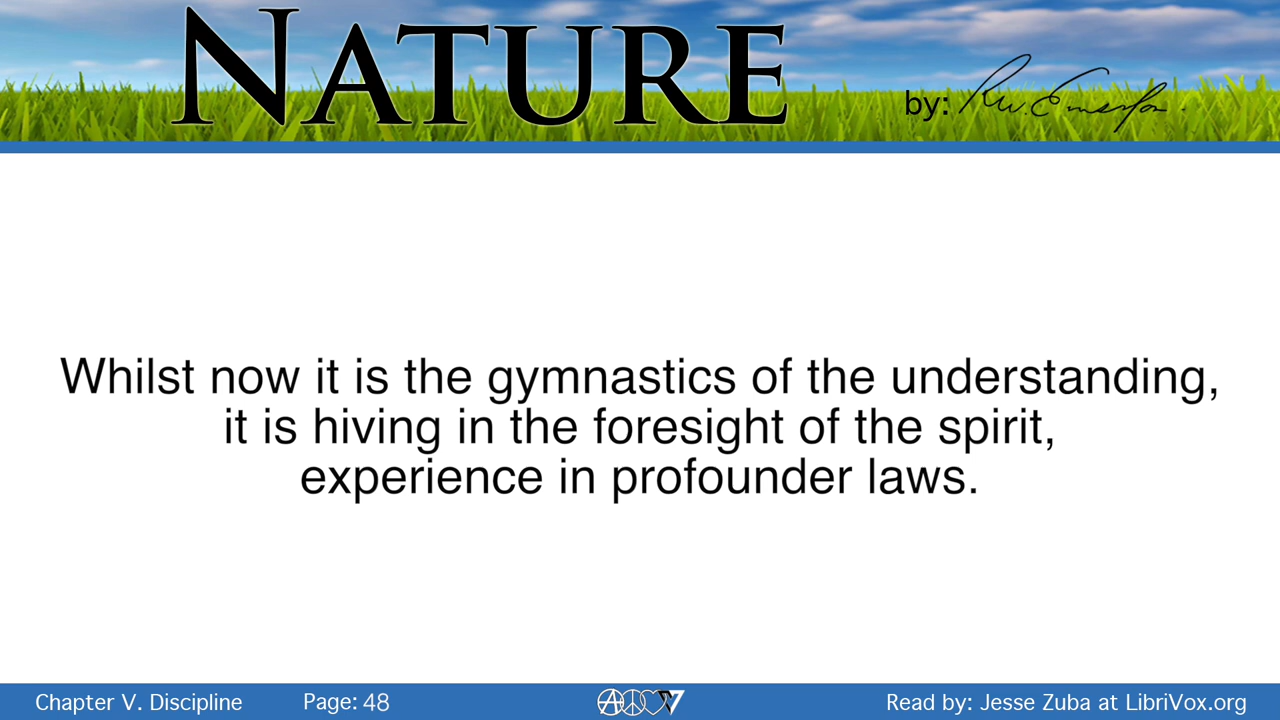 NATURE
by: R.W. Emerson.
Whilst now it is the gymnastics of the understanding,
it is hiving in the foresight of the spirit,
experience in profounder laws.
Chapter V. Discipline Page: 48 Read by: Jesse Zuba at LibriVox.org